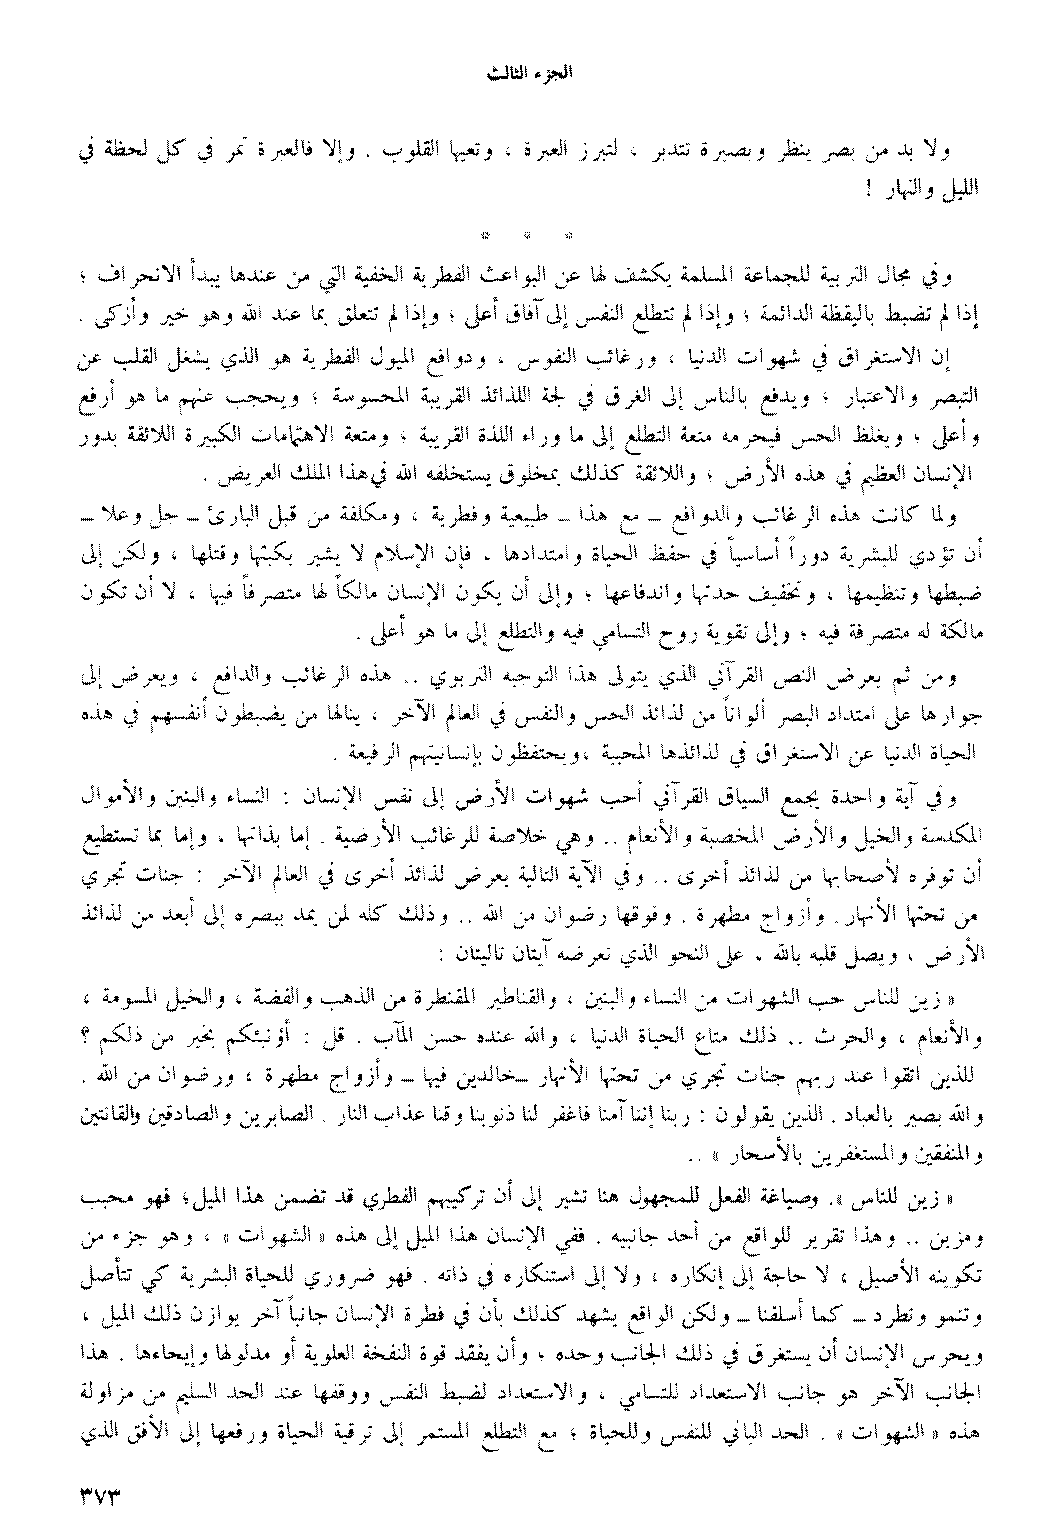 الجزء الثالث
ولا بد من بصر ينظر وبصيرة تتدبر ، لتبرز العبرة ، وتعيها القلوب . وإلا فالعبرة تمر في كل لحظة في
الليل والنهار !
* * *
وفي مجال التربية للجماعة المسلمة يكشف لها عن البواعث الفطرية الخفية التي من عندها يبدأ الانحراف ؛
إذا لم تضبط باليقظة الدائمة ؛ وإذا لم تتطلع النفس إلى آفاق أعلى ؛ وإذا لم تتعلق بما عند الله وهو خير وأزكى .
إن الاستغراق في شهوات الدنيا ، ورغائب النفوس ، ودوافع الميول الفطرية هو الذي يشغل القلب عن
التبصر والاعتبار ؛ ويدفع بالناس إلى الغرق في لجة اللذائذ القريبة المحسوسة ؛ ويحجب عنهم ما هو أرفع
وأعلى ؛ ويغلظ الحس فيحرمه متعة التطلع إلى ما وراء اللذة القريبة ؛ ومتعة الاهتمامات الكبيرة اللائقة بدور
الإنسان العظيم في هذه الأرض ؛ واللائقة كذلك بمخلوق يستخلفه الله في هذا الملك العريض .
ولما كانت هذه الرغائب والدوافع – مع هذا – طبيعية وفطرية ، ومكلفة من قبل البارئ – جل وعلا –
أن تؤدي للبشرية دوراً أساسياً في حفظ الحياة وامتدادها ، فإن الإسلام لا يشير بكبتها وقتلها ، ولكن إلى
ضبطها وتنظيمها ، وتخفيف حدتها واندفاعها ؛ وإلى أن يكون الإنسان مالكاً لها متصرفاً فيها ، لا أن تكون
مالكة له متصرفة فيه ؛ وإلى تقوية روح التسامي فيه والتطلع إلى ما هو أعلى .
ومن ثم يعرض النص القرآني الذي يتولى هذا التوجيه التربوي .. هذه الرغائب والدافع ، ويعرض إلى
جوارها على امتداد البصر ألواناً من لذائذ الحس والنفس في العالم الآخر ، ينالها من يضبطون أنفسهم في هذه
الحياة الدنيا عن الاستغراق في لذائذها المحببة ، ويحتفظون بإنسانيتهم الرفيعة .
وفي آية واحدة يجمع السياق القرآني أحب شهوات الأرض إلى نفس الإنسان : النساء والبنين والأموال
المكدسة والخيل والأرض المخصبة والأنعام .. وهي خلاصة للرغائب الأرضية . إما بذاتها ، وإما بما تستطيع
أن توفره لأصحابها من لذائذ أخرى .. وفي الآية التالية يعرض لذائذ أخرى في العالم الآخر : جنات تجري
من تحتها الأنهار . وأزواج مطهرة . وفوقها رضوان من الله .. وذلك كله لمن يمد ببصره إلى أبعد من لذائذ
الأرض ، ويصل قلبه بالله ، على النحو الذي تعرضه آيتان تاليتان :
« زين للناس حب الشهوات من النساء والبنين ، والقناطير المقنطرة من الذهب والفضة ، والخيل المسومة ،
والأنعام ، والحرث .. ذلك متاع الحياة الدنيا ، والله عنده حسن المآب . قل : أؤنبئكم بخير من ذلكم ؟
للذين اتقوا عند ربهم جنات تجري من تحتها الأنهار – خالدين فيها – وأزواج مطهرة ، ورضوان من الله .
والله بصير بالعباد . الذين يقولون : ربنا إننا آمنا فاغفر لنا ذنوبنا وقنا عذاب النار . الصابرين والصادقين والقانتين
والمنفقين والمستغفرين بالأسحار » ..
« زين للناس ». وصياغة الفعل للمجهول هنا تشير إلى أن تركيبهم الفطري قد تضمن هذا الميل؛ فهو محبب
ومزين .. وهذا تقرير للواقع من أحد جانبيه . ففي الإنسان هذا الميل إلى هذه « الشهوات » ، وهو جزء من
تكوينه الأصيل ، لا حاجة إلى إنكاره ، ولا إلى استنكاره في ذاته . فهو ضروري للحياة البشرية كي تتأصل
وتنمو وتطرد – كما أسلفنا – ولكن الواقع يشهد كذلك بأن في فطرة الإنسان جانباً آخر يوازن ذلك الميل ،
ويحرس الإنسان أن يستغرق في ذلك الجانب وحده ؛ وأن يفقد قوة النفخة العلوية أو مدلولها وإيحاءها . هذا
الجانب الآخر هو جانب الاستعداد للتسامي ، والاستعداد لضبط النفس ووقفها عند الحد السليم من مزاولة
هذه « الشهوات » . الحد الباني للنفس وللحياة ؛ مع التطلع المستمر إلى ترقية الحياة ورفعها إلى الأفق الذي
٣٧٣